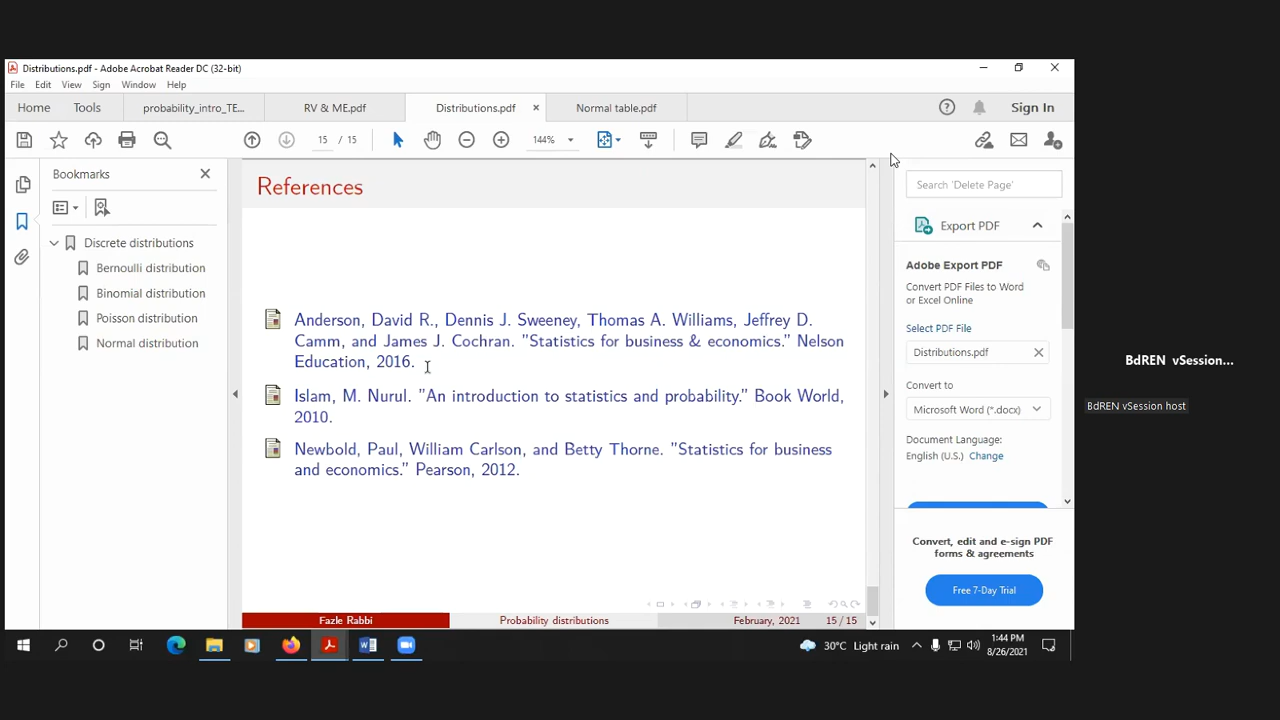 Distributions.pdf - Adobe Acrobat Reader DC (32-bit)
File Edit View Sign Window Help
Home Tools probability_intro_TE... RV & ME.pdf Distributions.pdf × Normal table.pdf Sign In
15 / 15 144%
Bookmarks
Discrete distributions
Bernoulli distribution
Binomial distribution
Poisson distribution
Normal distribution
References
Anderson, David R., Dennis J. Sweeney, Thomas A. Williams, Jeffrey D.
Camm, and James J. Cochran. "Statistics for business & economics." Nelson
Education, 2016.
Islam, M. Nurul. "An introduction to statistics and probability." Book World,
2010.
Newbold, Paul, William Carlson, and Betty Thorne. "Statistics for business
and economics." Pearson, 2012.
Fazle Rabbi Probability distributions February, 2021 15 / 15
Search 'Delete Page'
Export PDF
Adobe Export PDF
Convert PDF Files to Word
or Excel Online
Select PDF File
Distributions.pdf
Convert to
Microsoft Word (*.docx)
Document Language:
English (U.S.) Change
Convert, edit and e-sign PDF
forms & agreements
Free 7-Day Trial
30°C Light rain
1:44 PM
8/26/2021
BdREN vSession...
BdREN vSession host